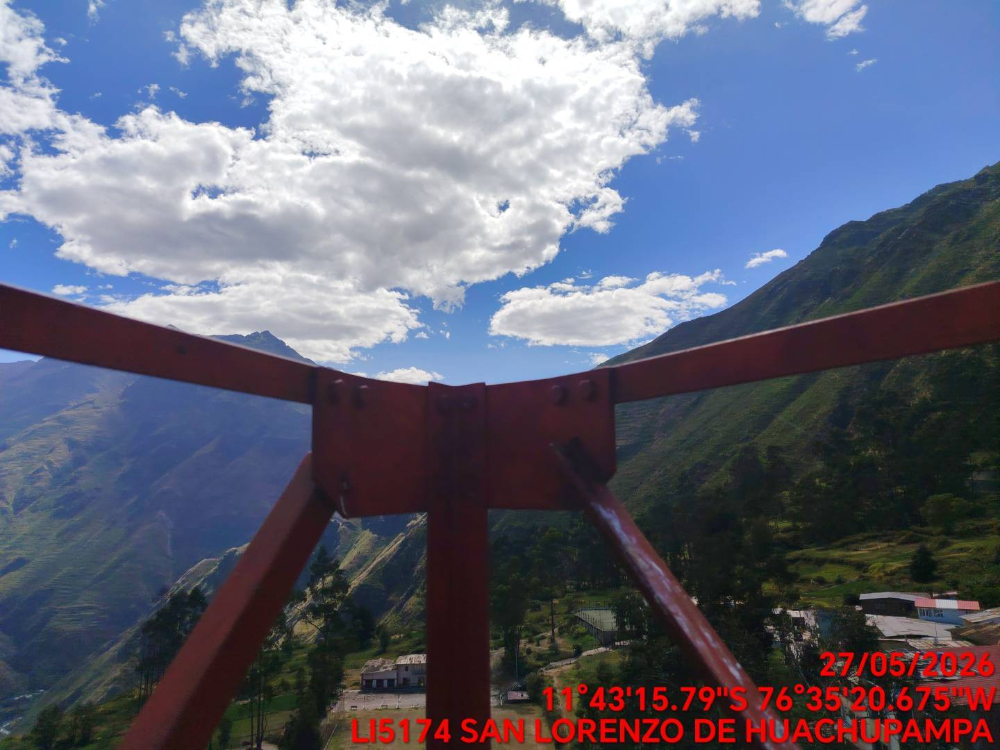 27/05/2026
11°43'15.79"S 76°35'20.675"W
LI5174 SAN LORENZO DE HUACHUPAMPA